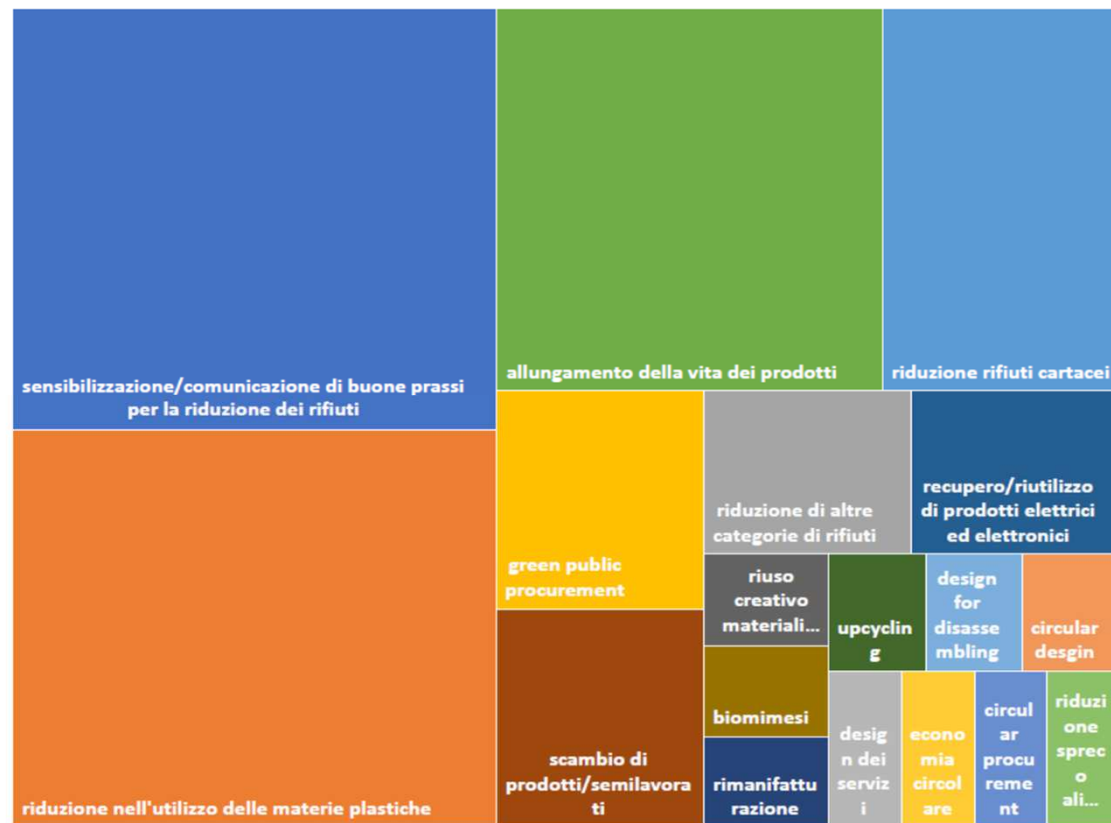 sensibilizzazione/comunicazione di buone prassi
per la riduzione dei rifiuti
riduzione nell'utilizzo delle materie plastiche
allungamento della vita dei prodotti
riduzione rifiuti cartacei
green public
procurement
scambio di
prodotti/semilavora
ti
riduzione di altre
categorie di rifiuti
recupero/riutilizzo
di prodotti elettrici
ed elettronici
riuso
creativo
materiali...
biomimesi
rimanifattu
razione
upcyclin
g
design
for
disasse
mbling
circular
desgin
desig
n dei
serviz
i
econo
mia
circol
are
circul
ar
procu
reme
nt
riduzi
one
sprec
o
ali...